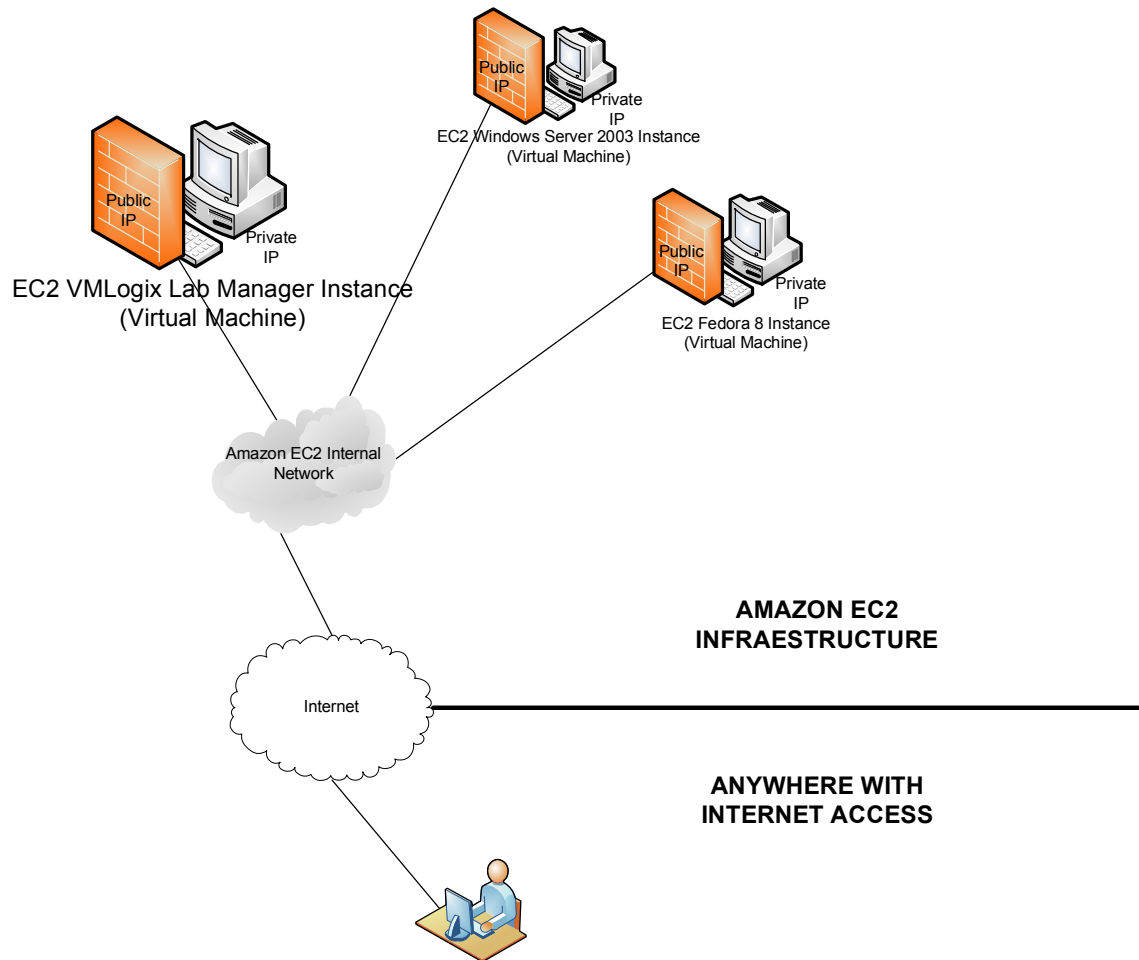 Public
IP
Private
IP
EC2 Windows Server 2003 Instance
(Virtual Machine)
Public
IP
Private
IP
EC2 VMLogix Lab Manager Instance
(Virtual Machine)
Public
IP
Private
IP
EC2 Fedora 8 Instance
(Virtual Machine)
Amazon EC2 Internal
Network
AMAZON EC2
INFRAESTRUCTURE
Internet
ANYWHERE WITH
INTERNET ACCESS